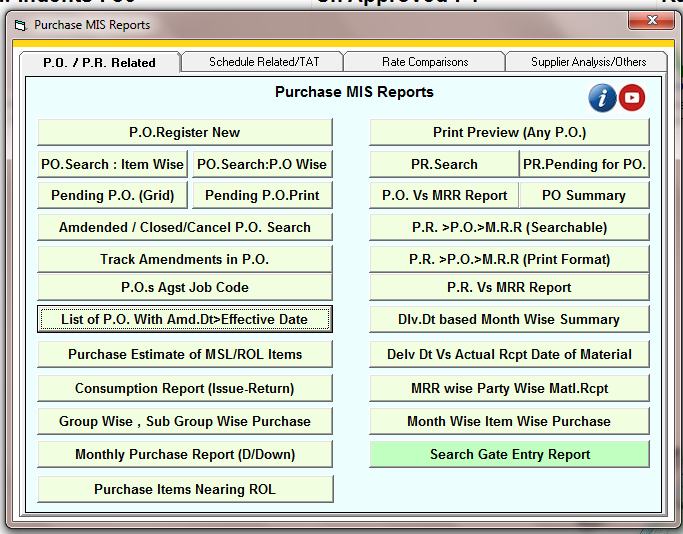 Purchase MIS Reports
P.O. / P.R. Related
Schedule Related/TAT
Rate Comparisons
Supplier Analysis/Others
Purchase MIS Reports
P.O.Register New
Print Preview (Any P.O.)
PO.Search : Item Wise
PO.Search:P.O Wise
PR.Search
PR.Pending for PO.
Pending P.O. (Grid)
Pending P.O.Print
P.O. Vs MRR Report
PO Summary
Amdended / Closed/Cancel P.O. Search
P.R. >P.O.>M.R.R (Searchable)
Track Amendments in P.O.
P.R. >P.O.>M.R.R (Print Format)
P.O.s Agst Job Code
P.R. Vs MRR Report
List of P.O. With Amd.Dt>Effective Date
Dlv.Dt based Month Wise Summary
Purchase Estimate of MSL/ROL Items
Delv Dt Vs Actual Rcpt Date of Material
Consumption Report (Issue-Return)
MRR wise Party Wise Matl.Rcpt
Group Wise , Sub Group Wise Purchase
Month Wise Item Wise Purchase
Monthly Purchase Report (D/Down)
Search Gate Entry Report
Purchase Items Nearing ROL